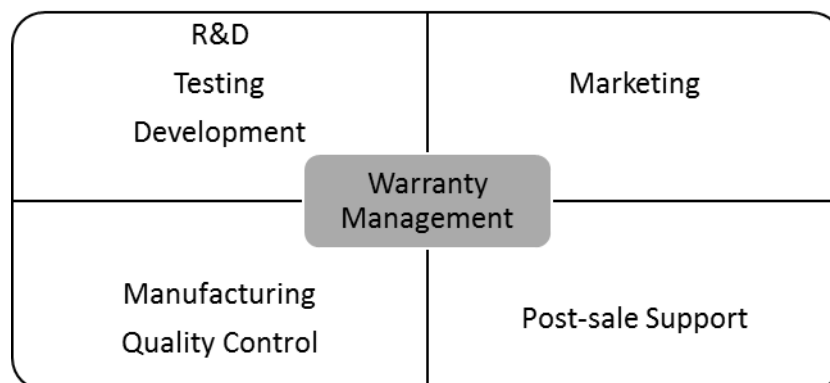 R&D
Testing
Development
Marketing
Warranty
Management
Manufacturing
Quality Control
Post-sale Support